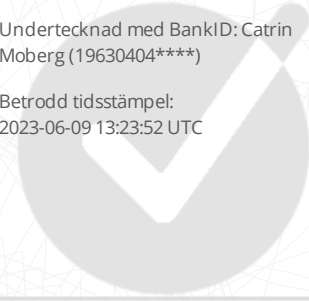 Undertecknad med BankID: Catrin
Moberg (19630404****)
Betrodd tidsstämpel:
2023-06-09 13:23:52 UTC